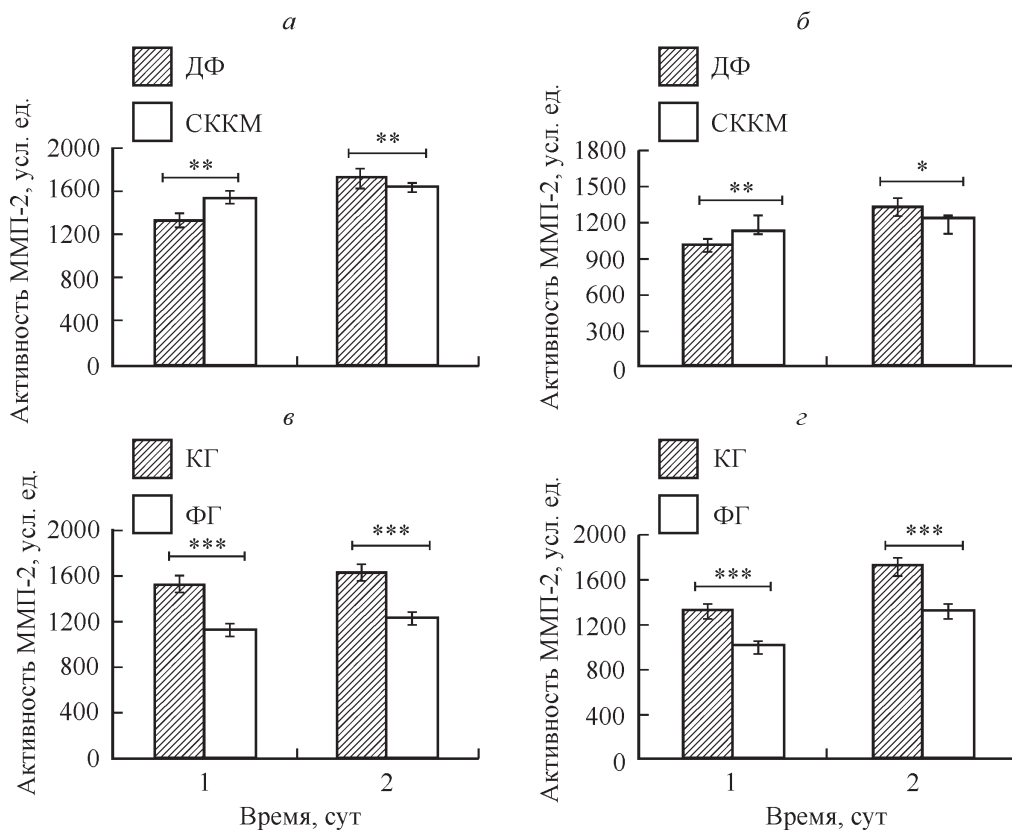 а
ДФ
СККМ
Активность ММП-2, усл. ед.
2000
1600
1200
800
400
0
**
**
б
ДФ
СККМ
Активность ММП-2, усл. ед.
1800
1500
1200
900
600
300
0
**
*
в
КГ
ФГ
Активность ММП-2, усл. ед.
2000
1600
1200
800
400
0
***
***
1
2
Время, сут
г
КГ
ФГ
Активность ММП-2, усл. ед.
2000
1600
1200
800
400
0
***
***
1
2
Время, сут